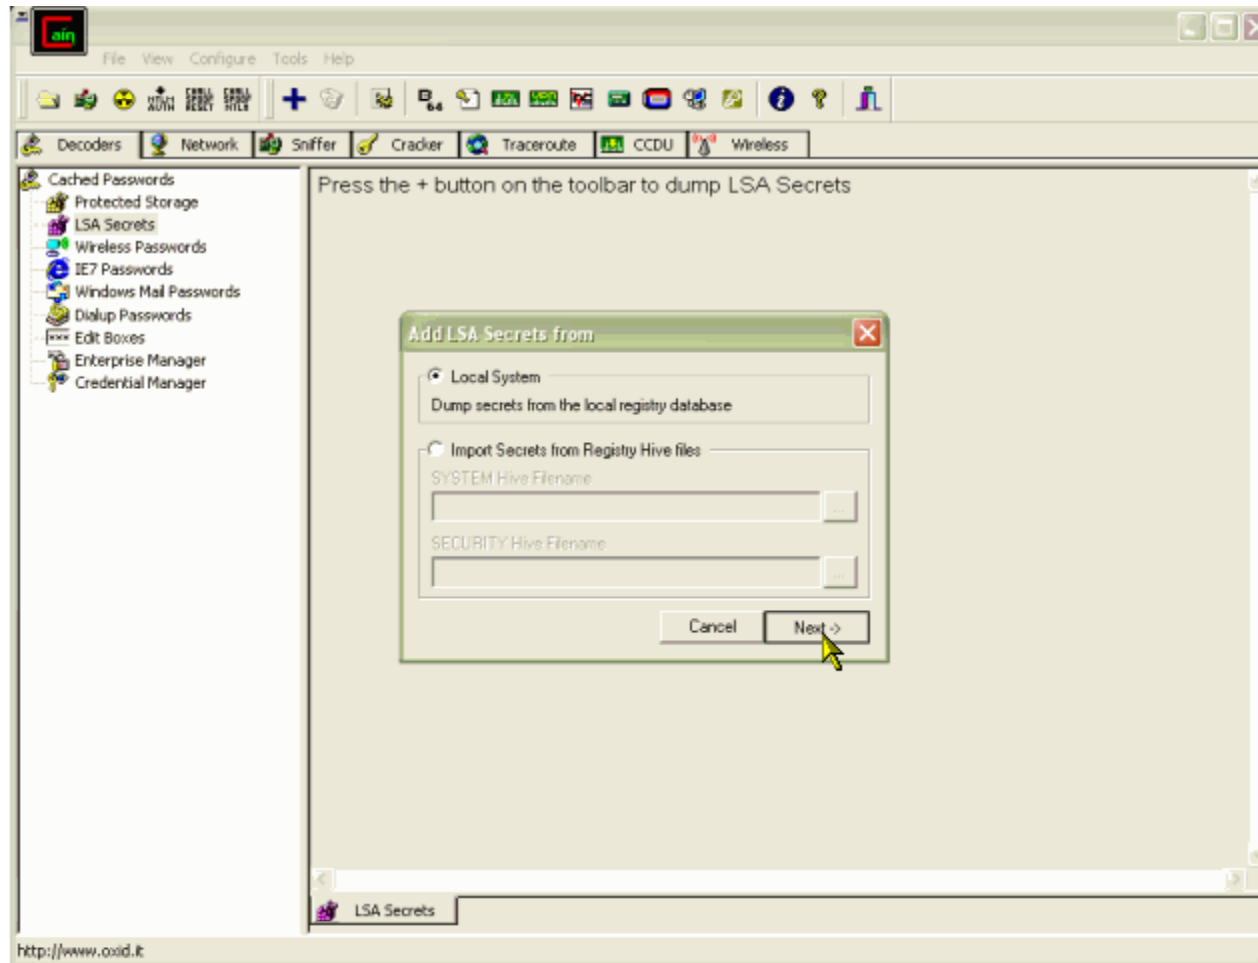 Cain
File View Configure Tools Help
Decoders Network Sniffer Cracker Traceroute CCDU Wireless
Cached Passwords
Protected Storage
LSA Secrets
Wireless Passwords
IE7 Passwords
Windows Mail Passwords
Dialup Passwords
Edit Boxes
Enterprise Manager
Credential Manager
Press the + button on the toolbar to dump LSA Secrets
Add LSA Secrets from
Local System
Dump secrets from the local registry database
Import Secrets from Registry Hive files
SYSTEM Hive Filename
...
SECURITY Hive Filename
...
Cancel Next ->
LSA Secrets
http://www.oxid.it